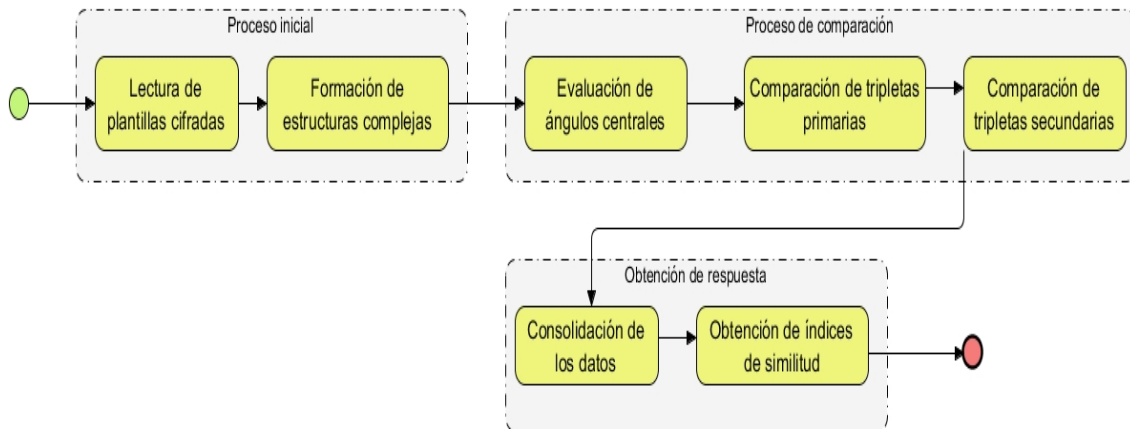 Proceso inicial
Lectura de
plantillas cifradas
Formación de
estructuras complejas
Proceso de comparación
Evaluación de
ángulos centrales
Comparación de tripletas
primarias
Comparación de
tripletas secundarias
Obtención de respuesta
Consolidación de
los datos
Obtención de índices
de similitud